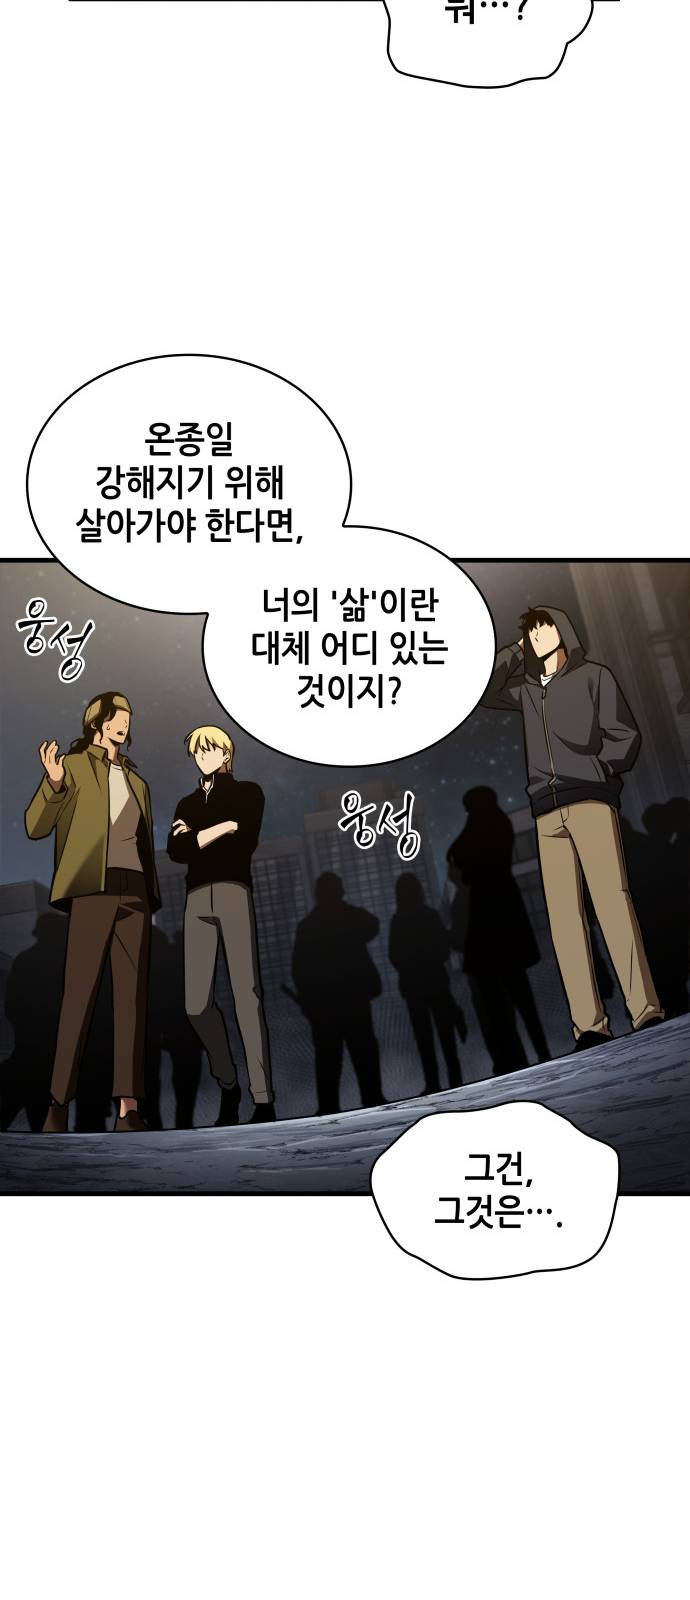 뭐…?
온종일
강해지기 위해
살아가야 한다면,
너의 '삶'이란
대체 어디 있는
것이지?
웅성
웅성
그건,
그것은….